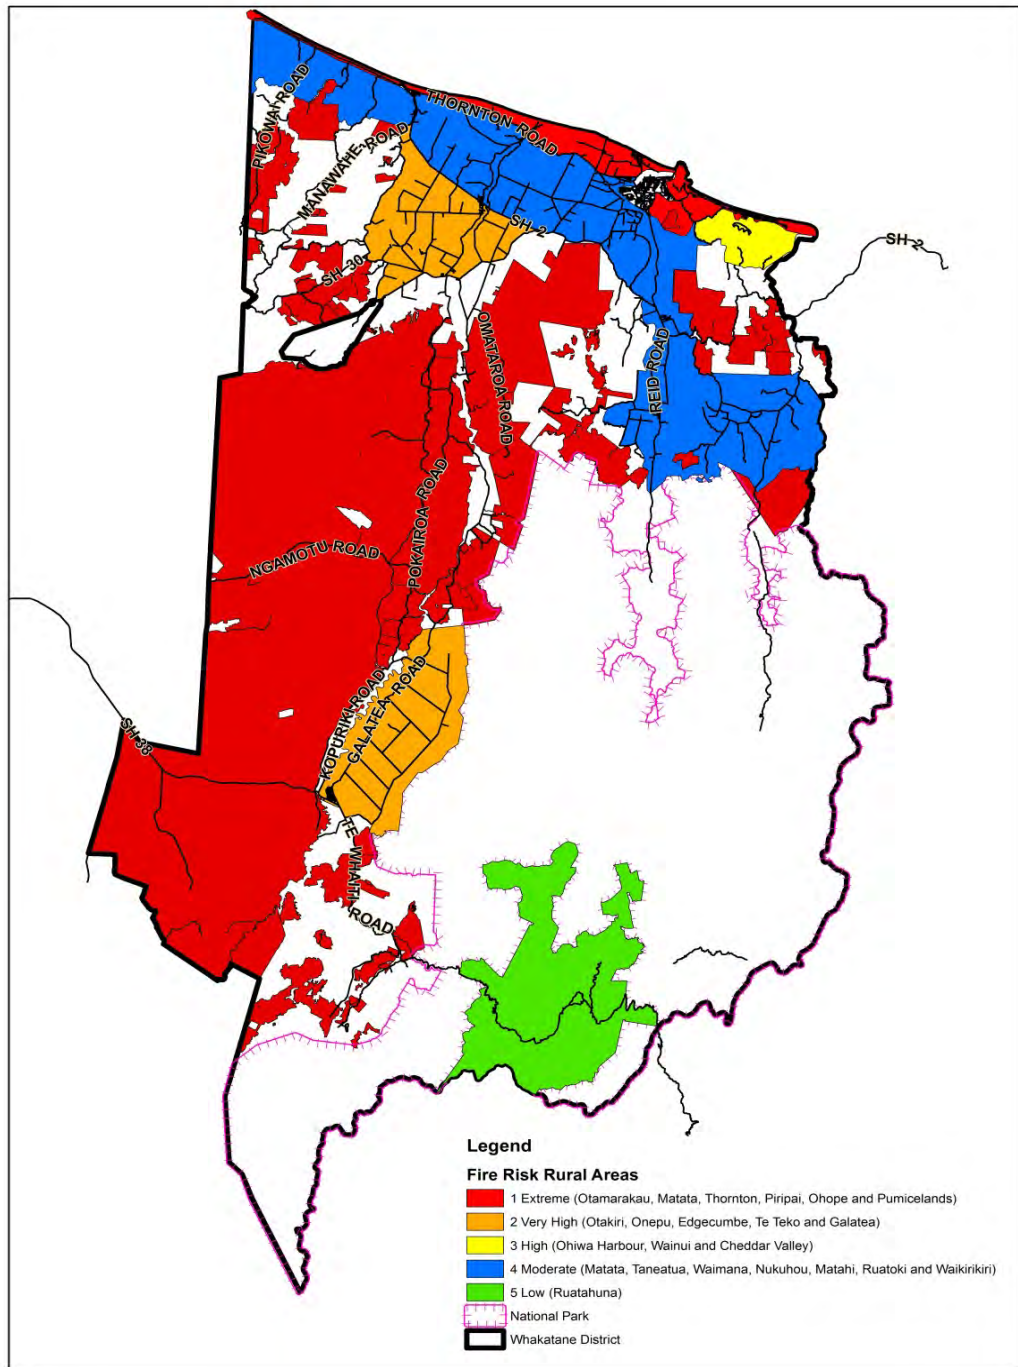 THORNTON ROAD
PIKOWAI ROAD
MANAWAHE ROAD
SH 2
SH 2
SH 30
OMATAROA ROAD
REID ROAD
POKAIROA ROAD
NGAMOTU ROAD
KOPURIKI ROAD
GALATEA ROAD
SH 38
TE WHAITI ROAD
Legend
Fire Risk Rural Areas
1 Extreme (Otamarakau, Matata, Thornton, Piripai, Ohope and Pumicelands)
2 Very High (Otakiri, Onepu, Edgecumbe, Te Teko and Galatea)
3 High (Ohiwa Harbour, Wainui and Cheddar Valley)
4 Moderate (Matata, Taneatua, Waimana, Nukuhou, Matahi, Ruatoki and Waikirikiri)
5 Low (Ruatahuna)
National Park
Whakatane District